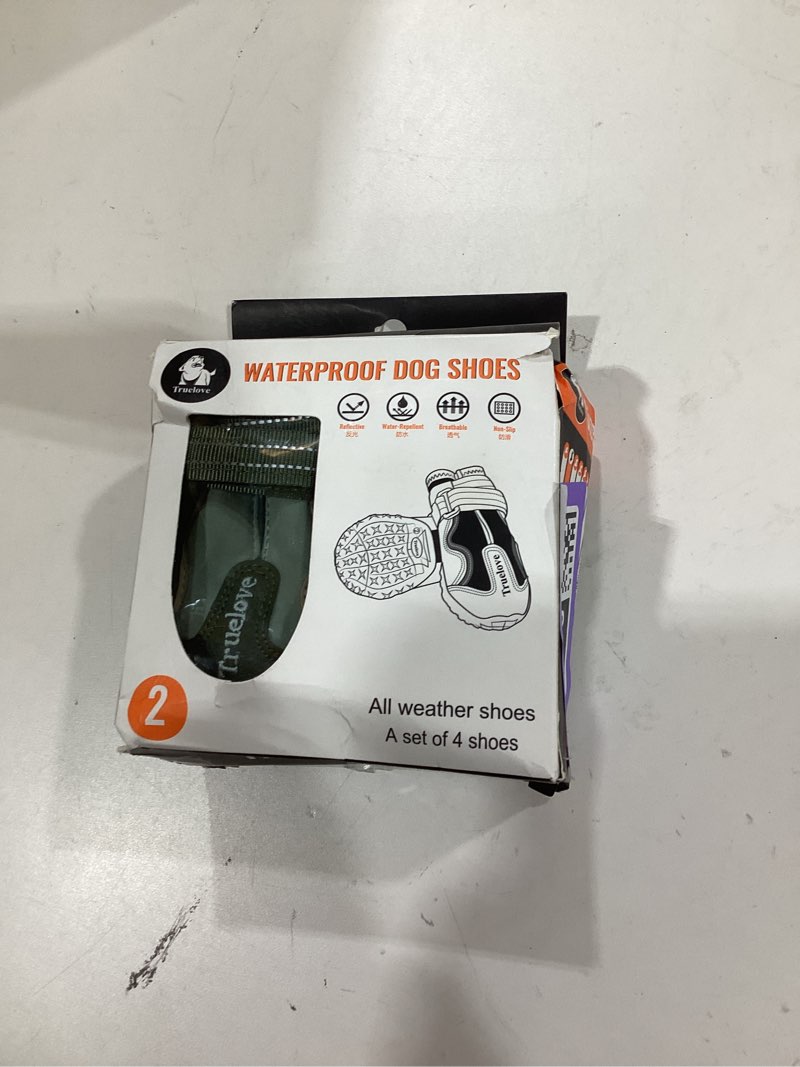 Truelove
WATERPROOF DOG SHOES
Reflective
反光
Water-Repellent
防水
Breathable
透气
Non-Slip
防滑
Truelove
Truelove
2
All weather shoes
A set of 4 shoes